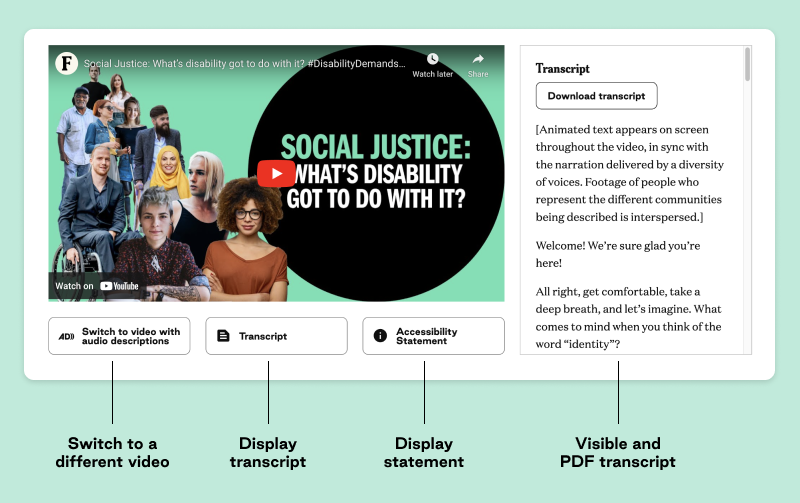 F
Social Justice: What's disability got to do with it? #DisabilityDemands...
Watch later
Share
SOCIAL JUSTICE:
WHAT'S DISABILITY
GOT TO DO WITH IT?
Watch on YouTube
AD)) Switch to video with
audio descriptions
Transcript
Accessibility
Statement
Transcript
Download transcript
[Animated text appears on screen
throughout the video, in sync with
the narration delivered by a diversity
of voices. Footage of people who
represent the different communities
being described is interspersed.]
Welcome! We’re sure glad you’re
here!
All right, get comfortable, take a
deep breath, and let’s imagine. What
comes to mind when you think of the
word “identity”?
Switch to a
different video
Display
transcript
Display
statement
Visible and
PDF transcript